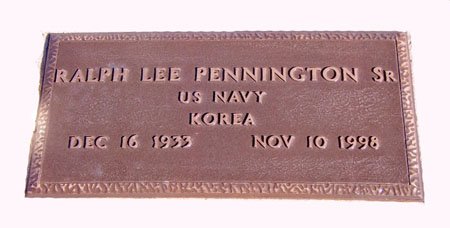 RALPH LEE PENNINGTON SR
US NAVY
KOREA
DEC 16 1933 NOV 10 1998